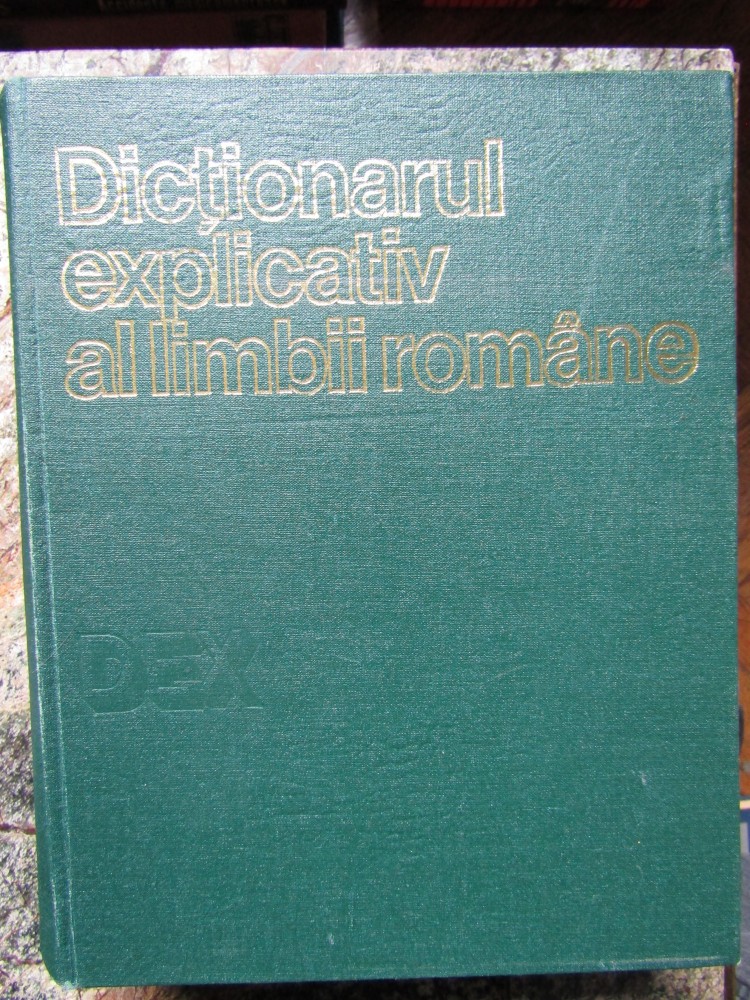 Dicționarul
explicativ
al limbii române
DEX